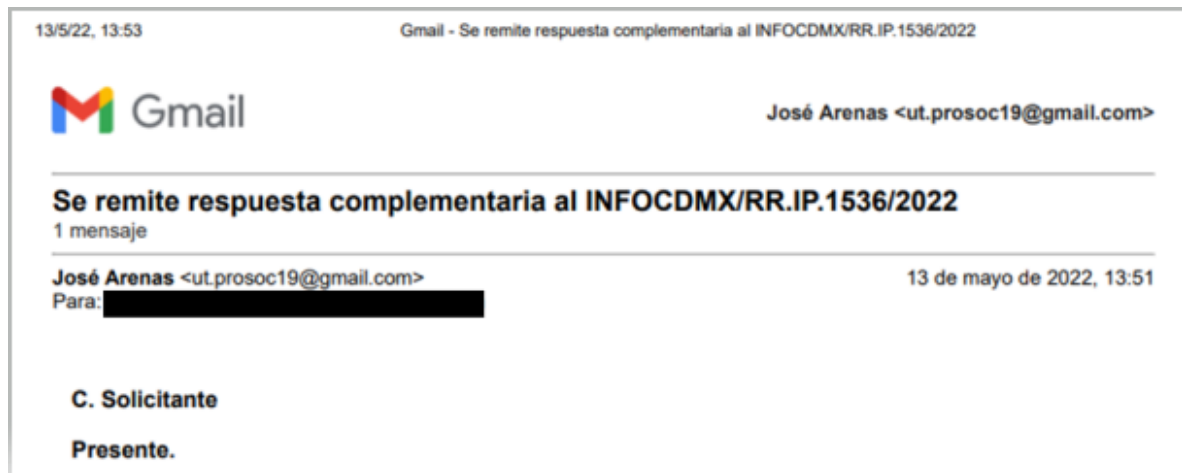 13/5/22, 13:53 Gmail - Se remite respuesta complementaria al INFOCDMX/RR.IP.1536/2022
Gmail José Arenas <ut.prosoc19@gmail.com>
Se remite respuesta complementaria al INFOCDMX/RR.IP.1536/2022
1 mensaje
José Arenas <ut.prosoc19@gmail.com> 13 de mayo de 2022, 13:51
Para:
C. Solicitante
Presente.